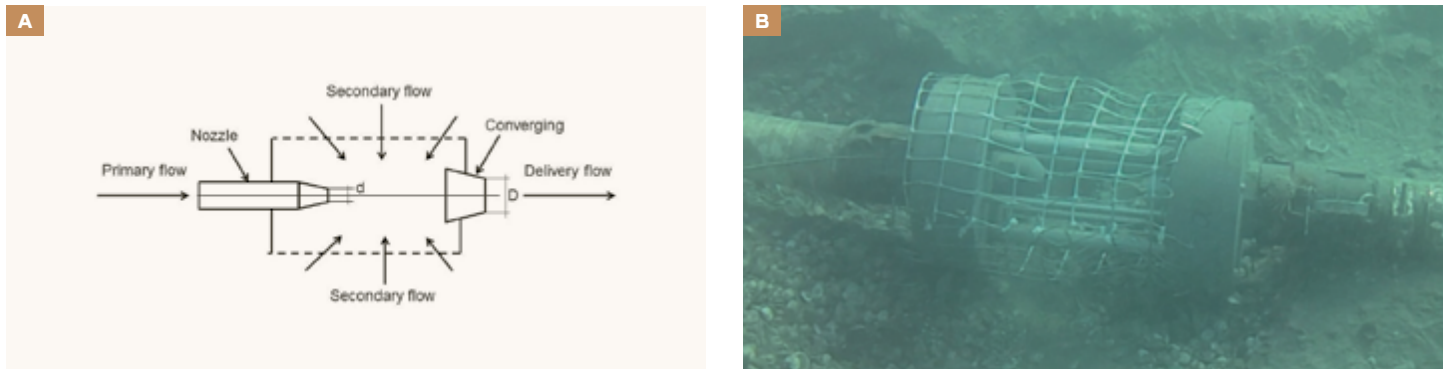 A
B
Secondary flow
Nozzle
Converging
Primary flow
d
Delivery flow
D
Secondary flow